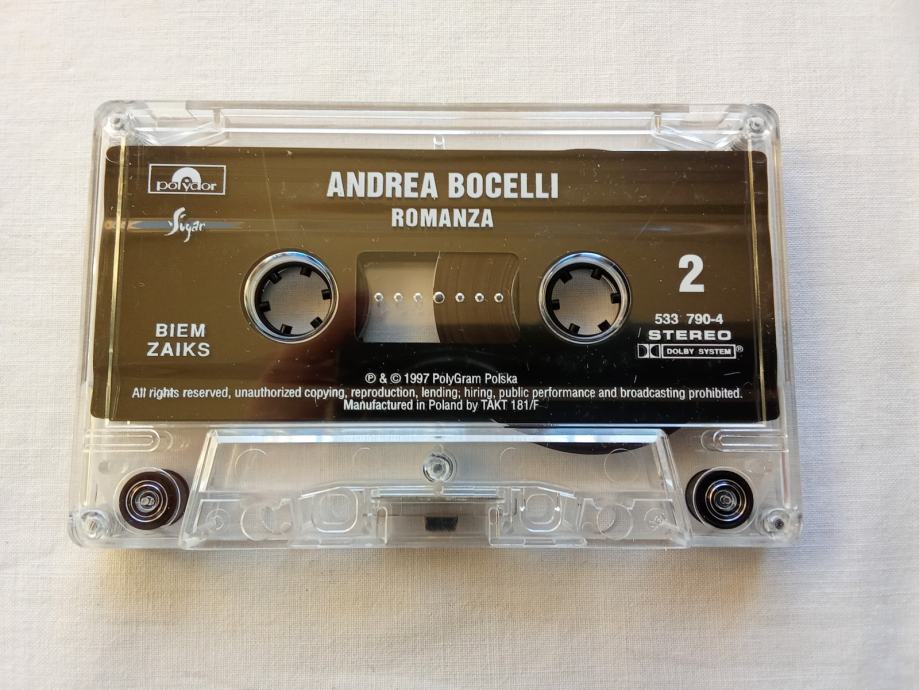 polydor
Sugar
ANDREA BOCELLI
ROMANZA
2
533 790-4
STEREO
DOLBY SYSTEM®
BIEM
ZAIKS
℗ & © 1997 PolyGram Polska
All rights reserved, unauthorized copying, reproduction, lending; hiring, public performance and broadcasting prohibited.
Manufactured in Poland by TAKT 181/F